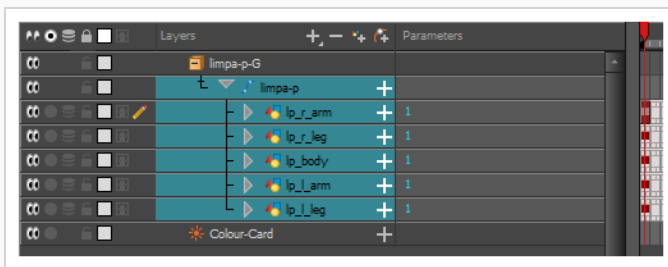 Layers Parameters
limpa-p-G
limpa-p
lp_r_arm 1
lp_r_leg 1
lp_body 1
lp_l_arm 1
lp_l_leg 1
Colour-Card